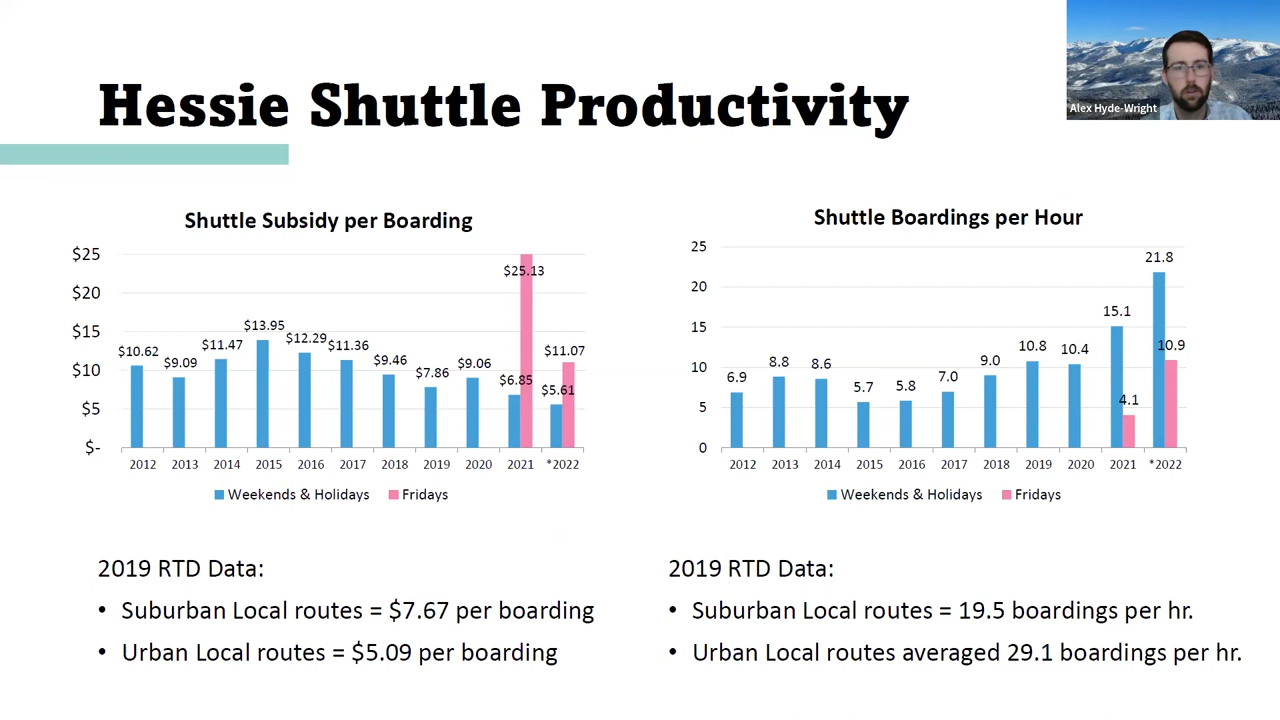 Hessie Shuttle Productivity
Alex Hyde-Wright
Shuttle Subsidy per Boarding
$25
$20
$15
$10
$5
$-
$10.62
$9.09
$11.47
$13.95
$12.29
$11.36
$9.46
$7.86
$9.06
$6.85
$25.13
$5.61
$11.07
2012 2013 2014 2015 2016 2017 2018 2019 2020 2021 *2022
Weekends & Holidays Fridays
Shuttle Boardings per Hour
25
20
15
10
5
0
6.9
8.8
8.6
5.7
5.8
7.0
9.0
10.8
10.4
15.1
4.1
21.8
10.9
2012 2013 2014 2015 2016 2017 2018 2019 2020 2021 *2022
Weekends & Holidays Fridays
2019 RTD Data:
• Suburban Local routes = $7.67 per boarding
• Urban Local routes = $5.09 per boarding
2019 RTD Data:
• Suburban Local routes = 19.5 boardings per hr.
• Urban Local routes averaged 29.1 boardings per hr.